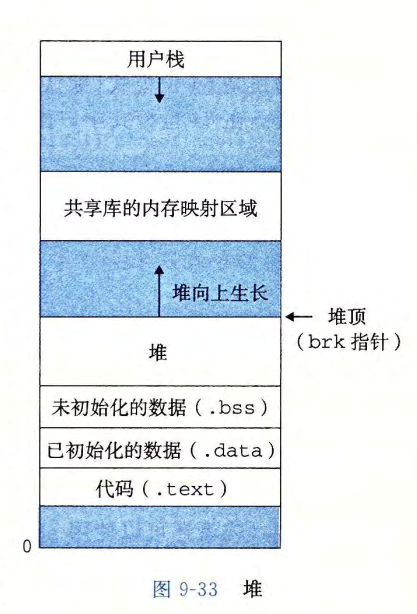 用户栈
共享库的内存映射区域
堆向上生长
堆顶
（brk 指针）
堆
未初始化的数据（.bss）
已初始化的数据（.data）
代码（.text）
0
图 9-33 堆